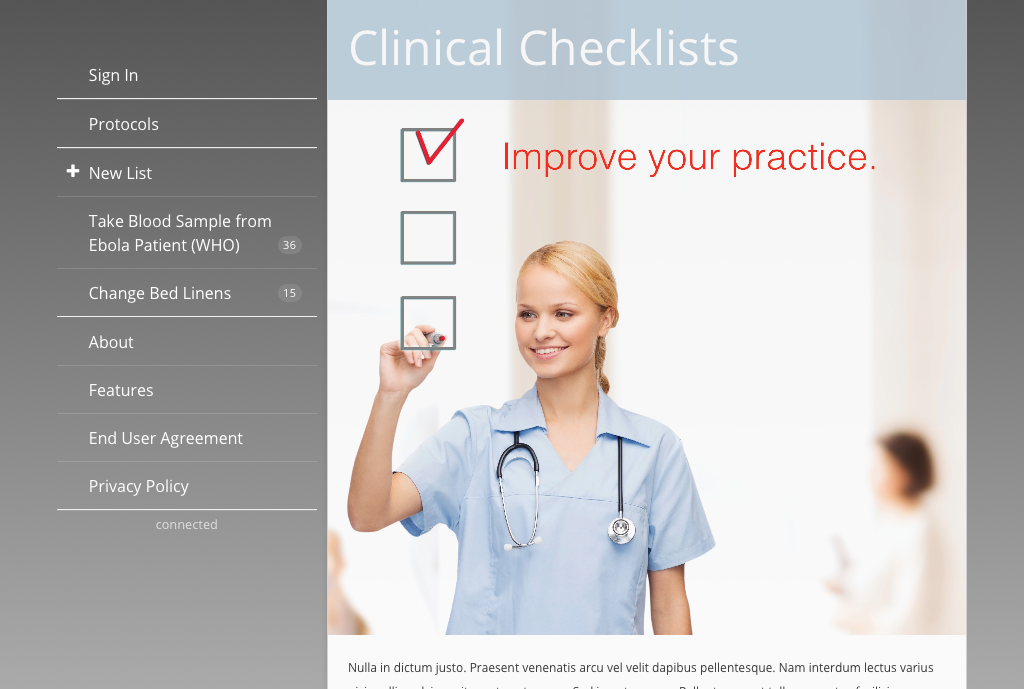 Clinical Checklists
Sign In
Protocols
New List
Take Blood Sample from
Ebola Patient (WHO) 36
Change Bed Linens 15
About
Features
End User Agreement
Privacy Policy
connected
Improve your practice.
Nulla in dictum justo. Praesent venenatis arcu vel velit dapibus pellentesque. Nam interdum lectus varius